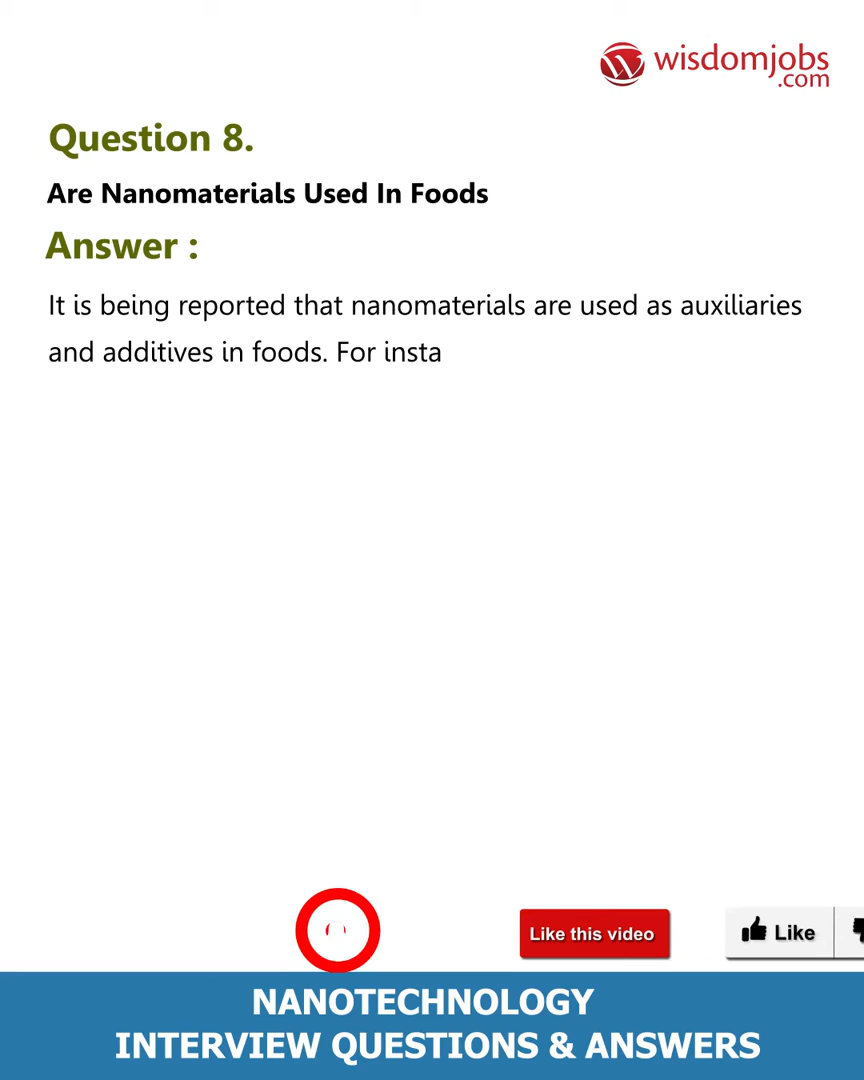 wisdomjobs
.com
Question 8.
Are Nanomaterials Used In Foods
Answer :
It is being reported that nanomaterials are used as auxiliaries
and additives in foods. For insta
Like this video
Like
NANOTECHNOLOGY
INTERVIEW QUESTIONS & ANSWERS